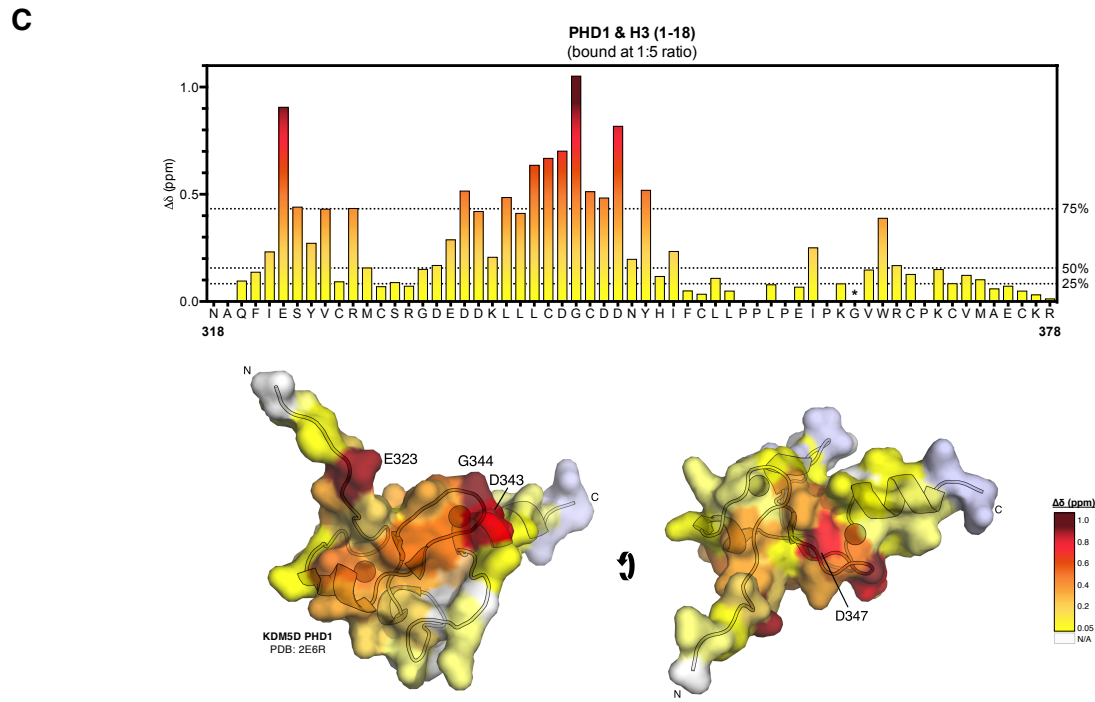 C
PHD1 & H3 (1-18)
(bound at 1:5 ratio)
Δδ (ppm)
1.0
0.5
0.0
75%
50%
25%
*
N A Q F I E S Y V C R M C S R G D E D D K L L L C D G C D D N Y H I F C L L P P L P E I P K G V W R C P K C V M A E C K R
318
378
N
E323
G344
D343
C
KDM5D PHD1
PDB: 2E6R
D347
C
N
Δδ (ppm)
1.0
0.8
0.6
0.4
0.2
0.05
N/A